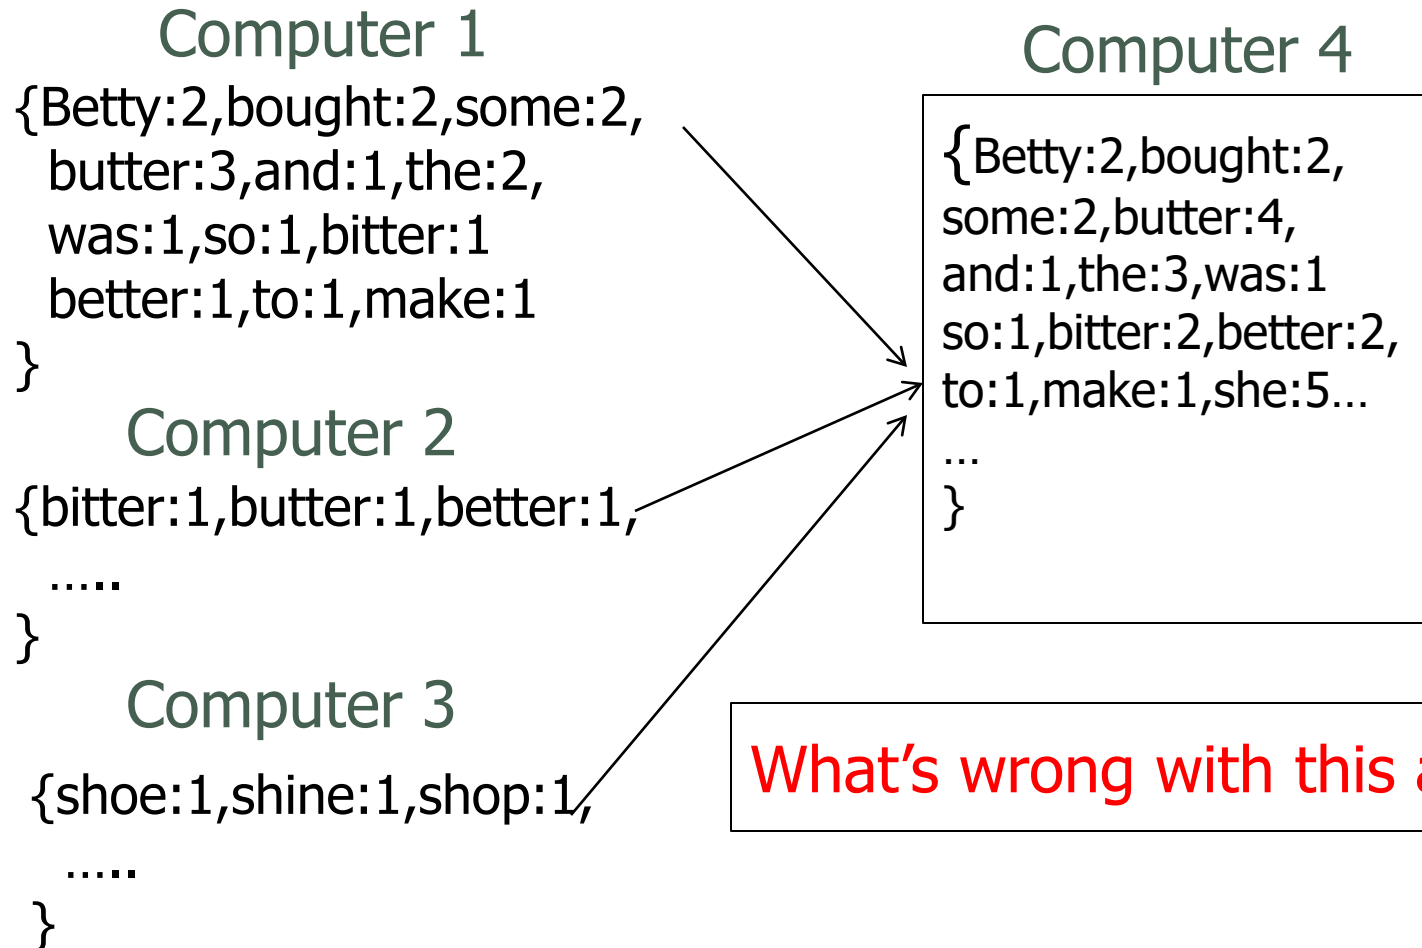 Computer 1
{Betty:2,bought:2,some:2,
butter:3,and:1,the:2,
was:1,so:1,bitter:1
better:1,to:1,make:1
}
Computer 2
{bitter:1,butter:1,better:1,
…..
}
Computer 3
{shoe:1,shine:1,shop:1,
…..
}
Computer 4
{Betty:2,bought:2,
some:2,butter:4,
and:1,the:3,was:1
so:1,bitter:2,better:2,
to:1,make:1,she:5…
…
}
What’s wrong with this